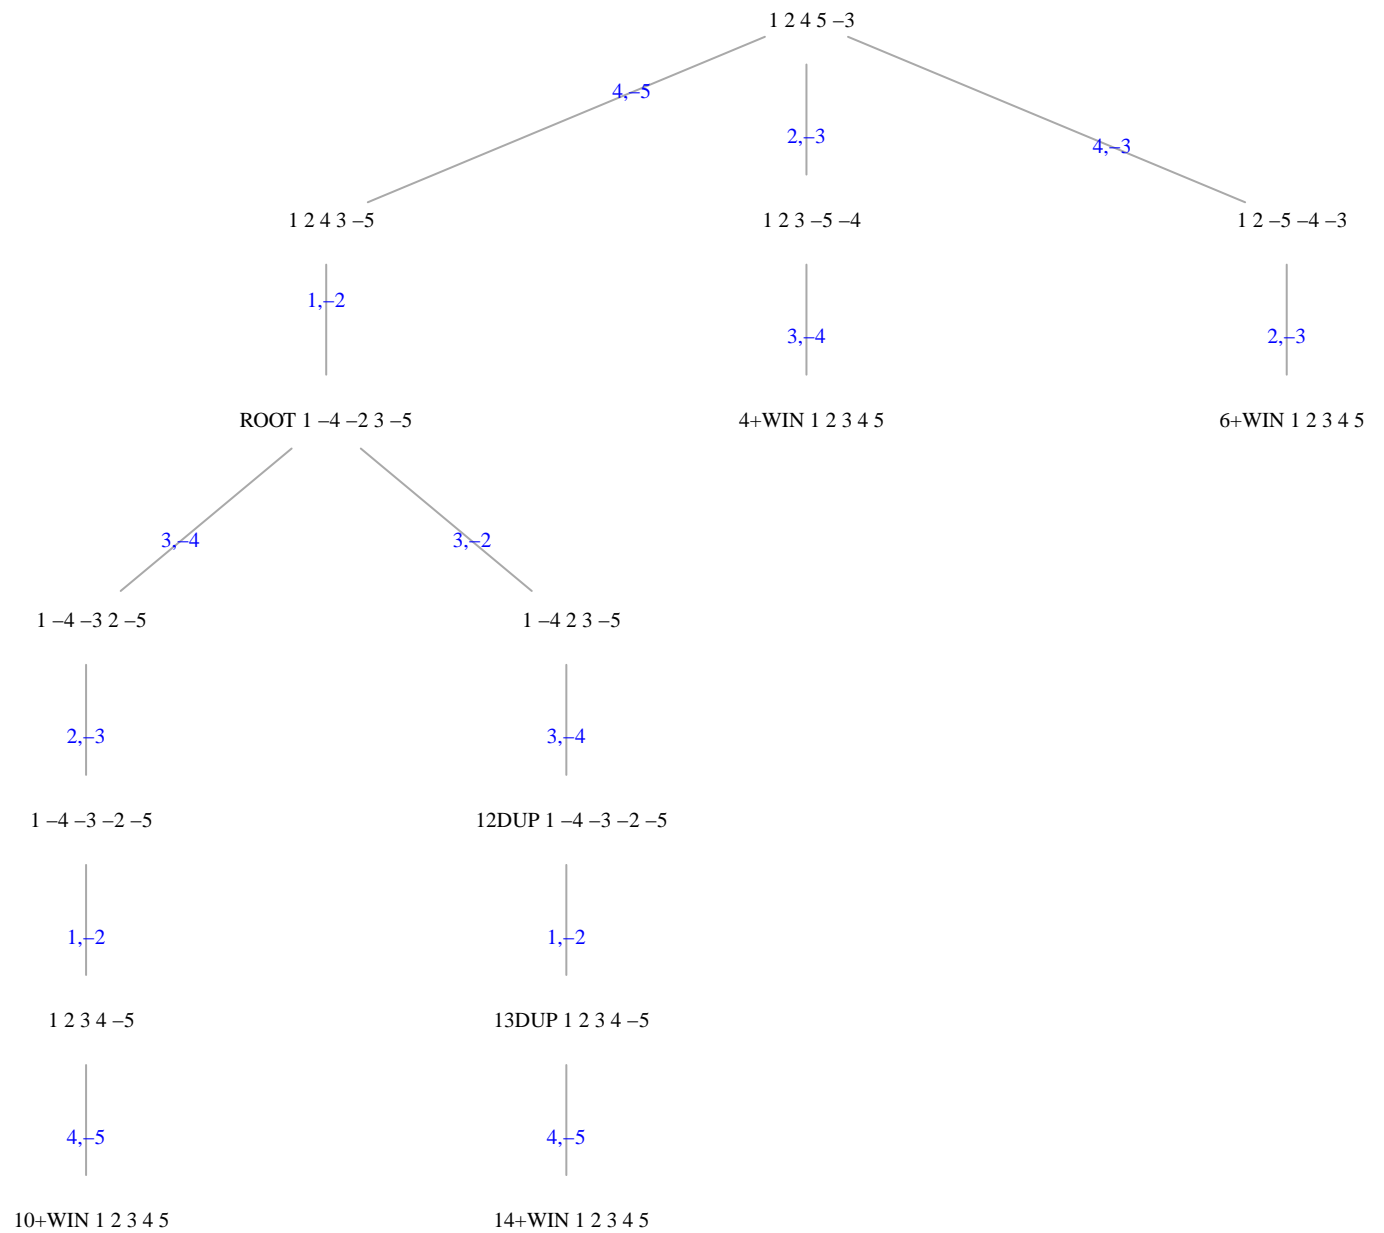 1 2 4 5 –3
4,–5
2,–3
4,–3
1 2 4 3 –5
1 2 3 –5 –4
1 2 –5 –4 –3
1,–2
3,–4
2,–3
ROOT 1 –4 –2 3 –5
4+WIN 1 2 3 4 5
6+WIN 1 2 3 4 5
3,–4
3,–2
1 –4 –3 2 –5
1 –4 2 3 –5
2,–3
3,–4
1 –4 –3 –2 –5
12DUP 1 –4 –3 –2 –5
1,–2
1,–2
1 2 3 4 –5
13DUP 1 2 3 4 –5
4,–5
4,–5
10+WIN 1 2 3 4 5
14+WIN 1 2 3 4 5